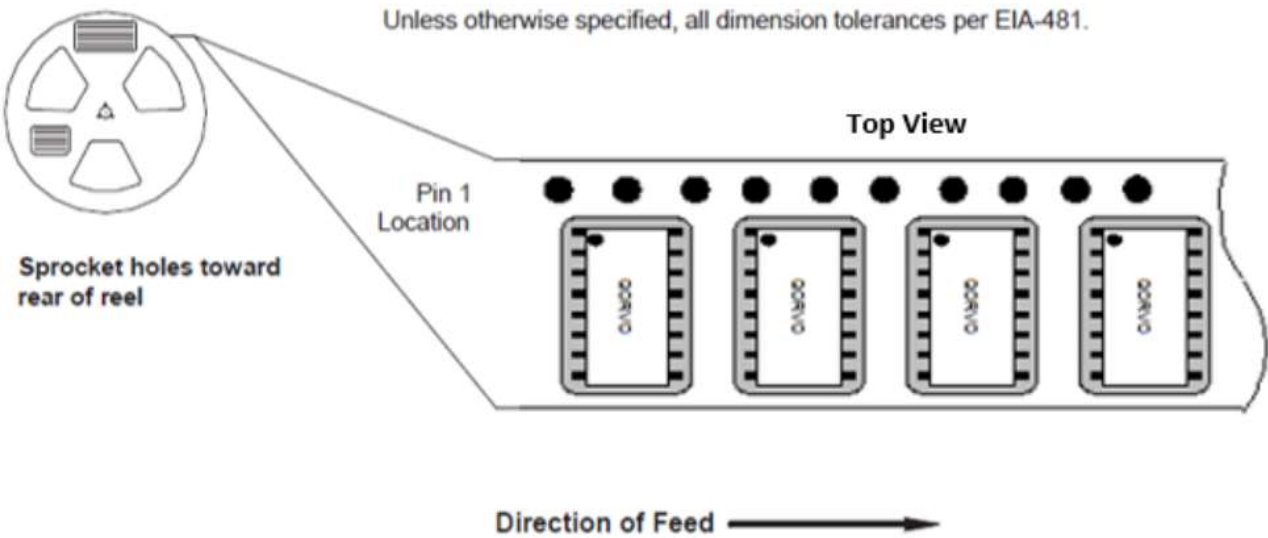 Unless otherwise specified, all dimension tolerances per EIA-481.
Top View
Pin 1
Location
Sprocket holes toward
rear of reel
QORVO
QORVO
QORVO
QORVO
Direction of Feed